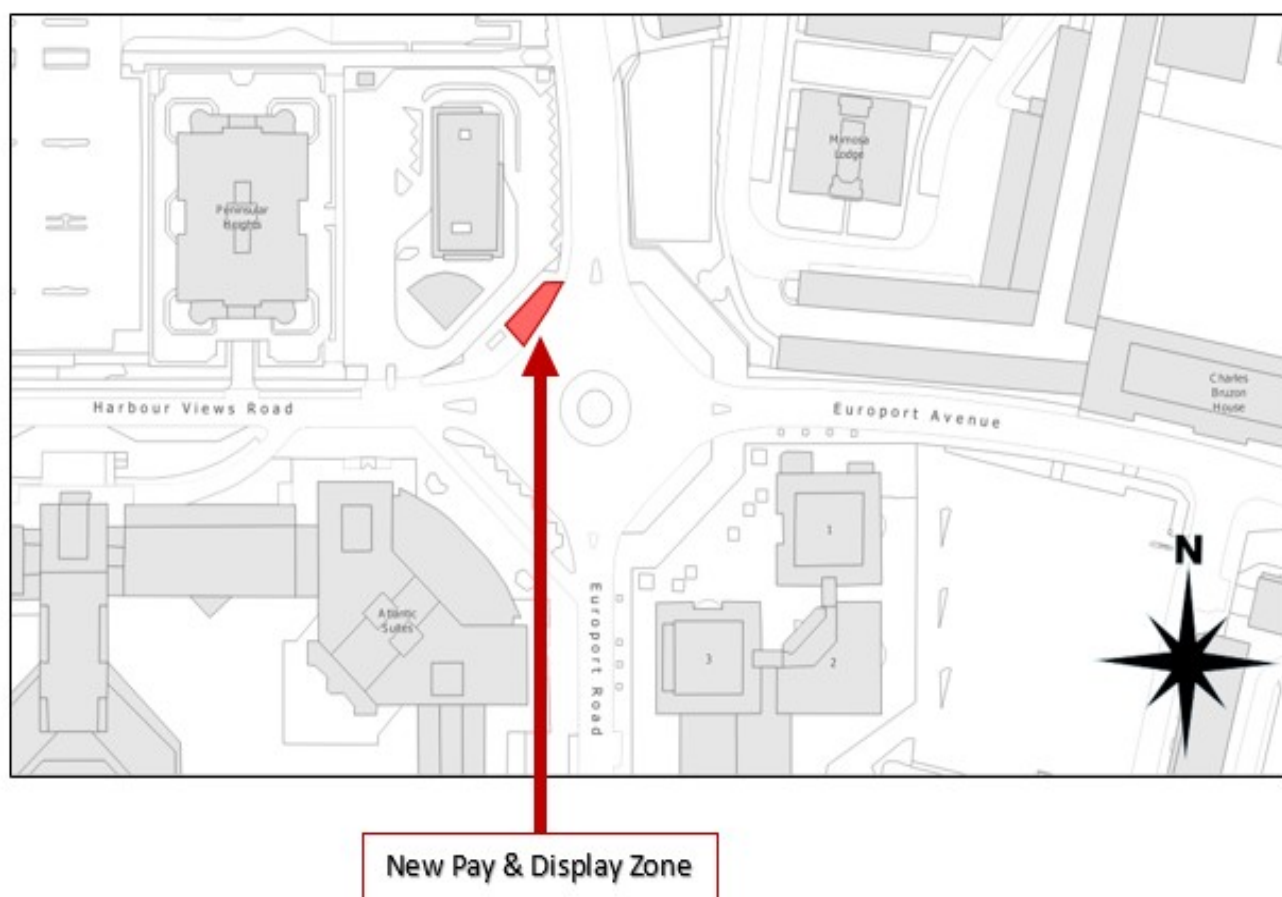 Mimosa
Lodge
Peninsular
Heights
Charles
Bruzon
House
Harbour Views Road
Europort Avenue
1
N
Atlantic
Suites
Europort Road
3
2
New Pay & Display Zone